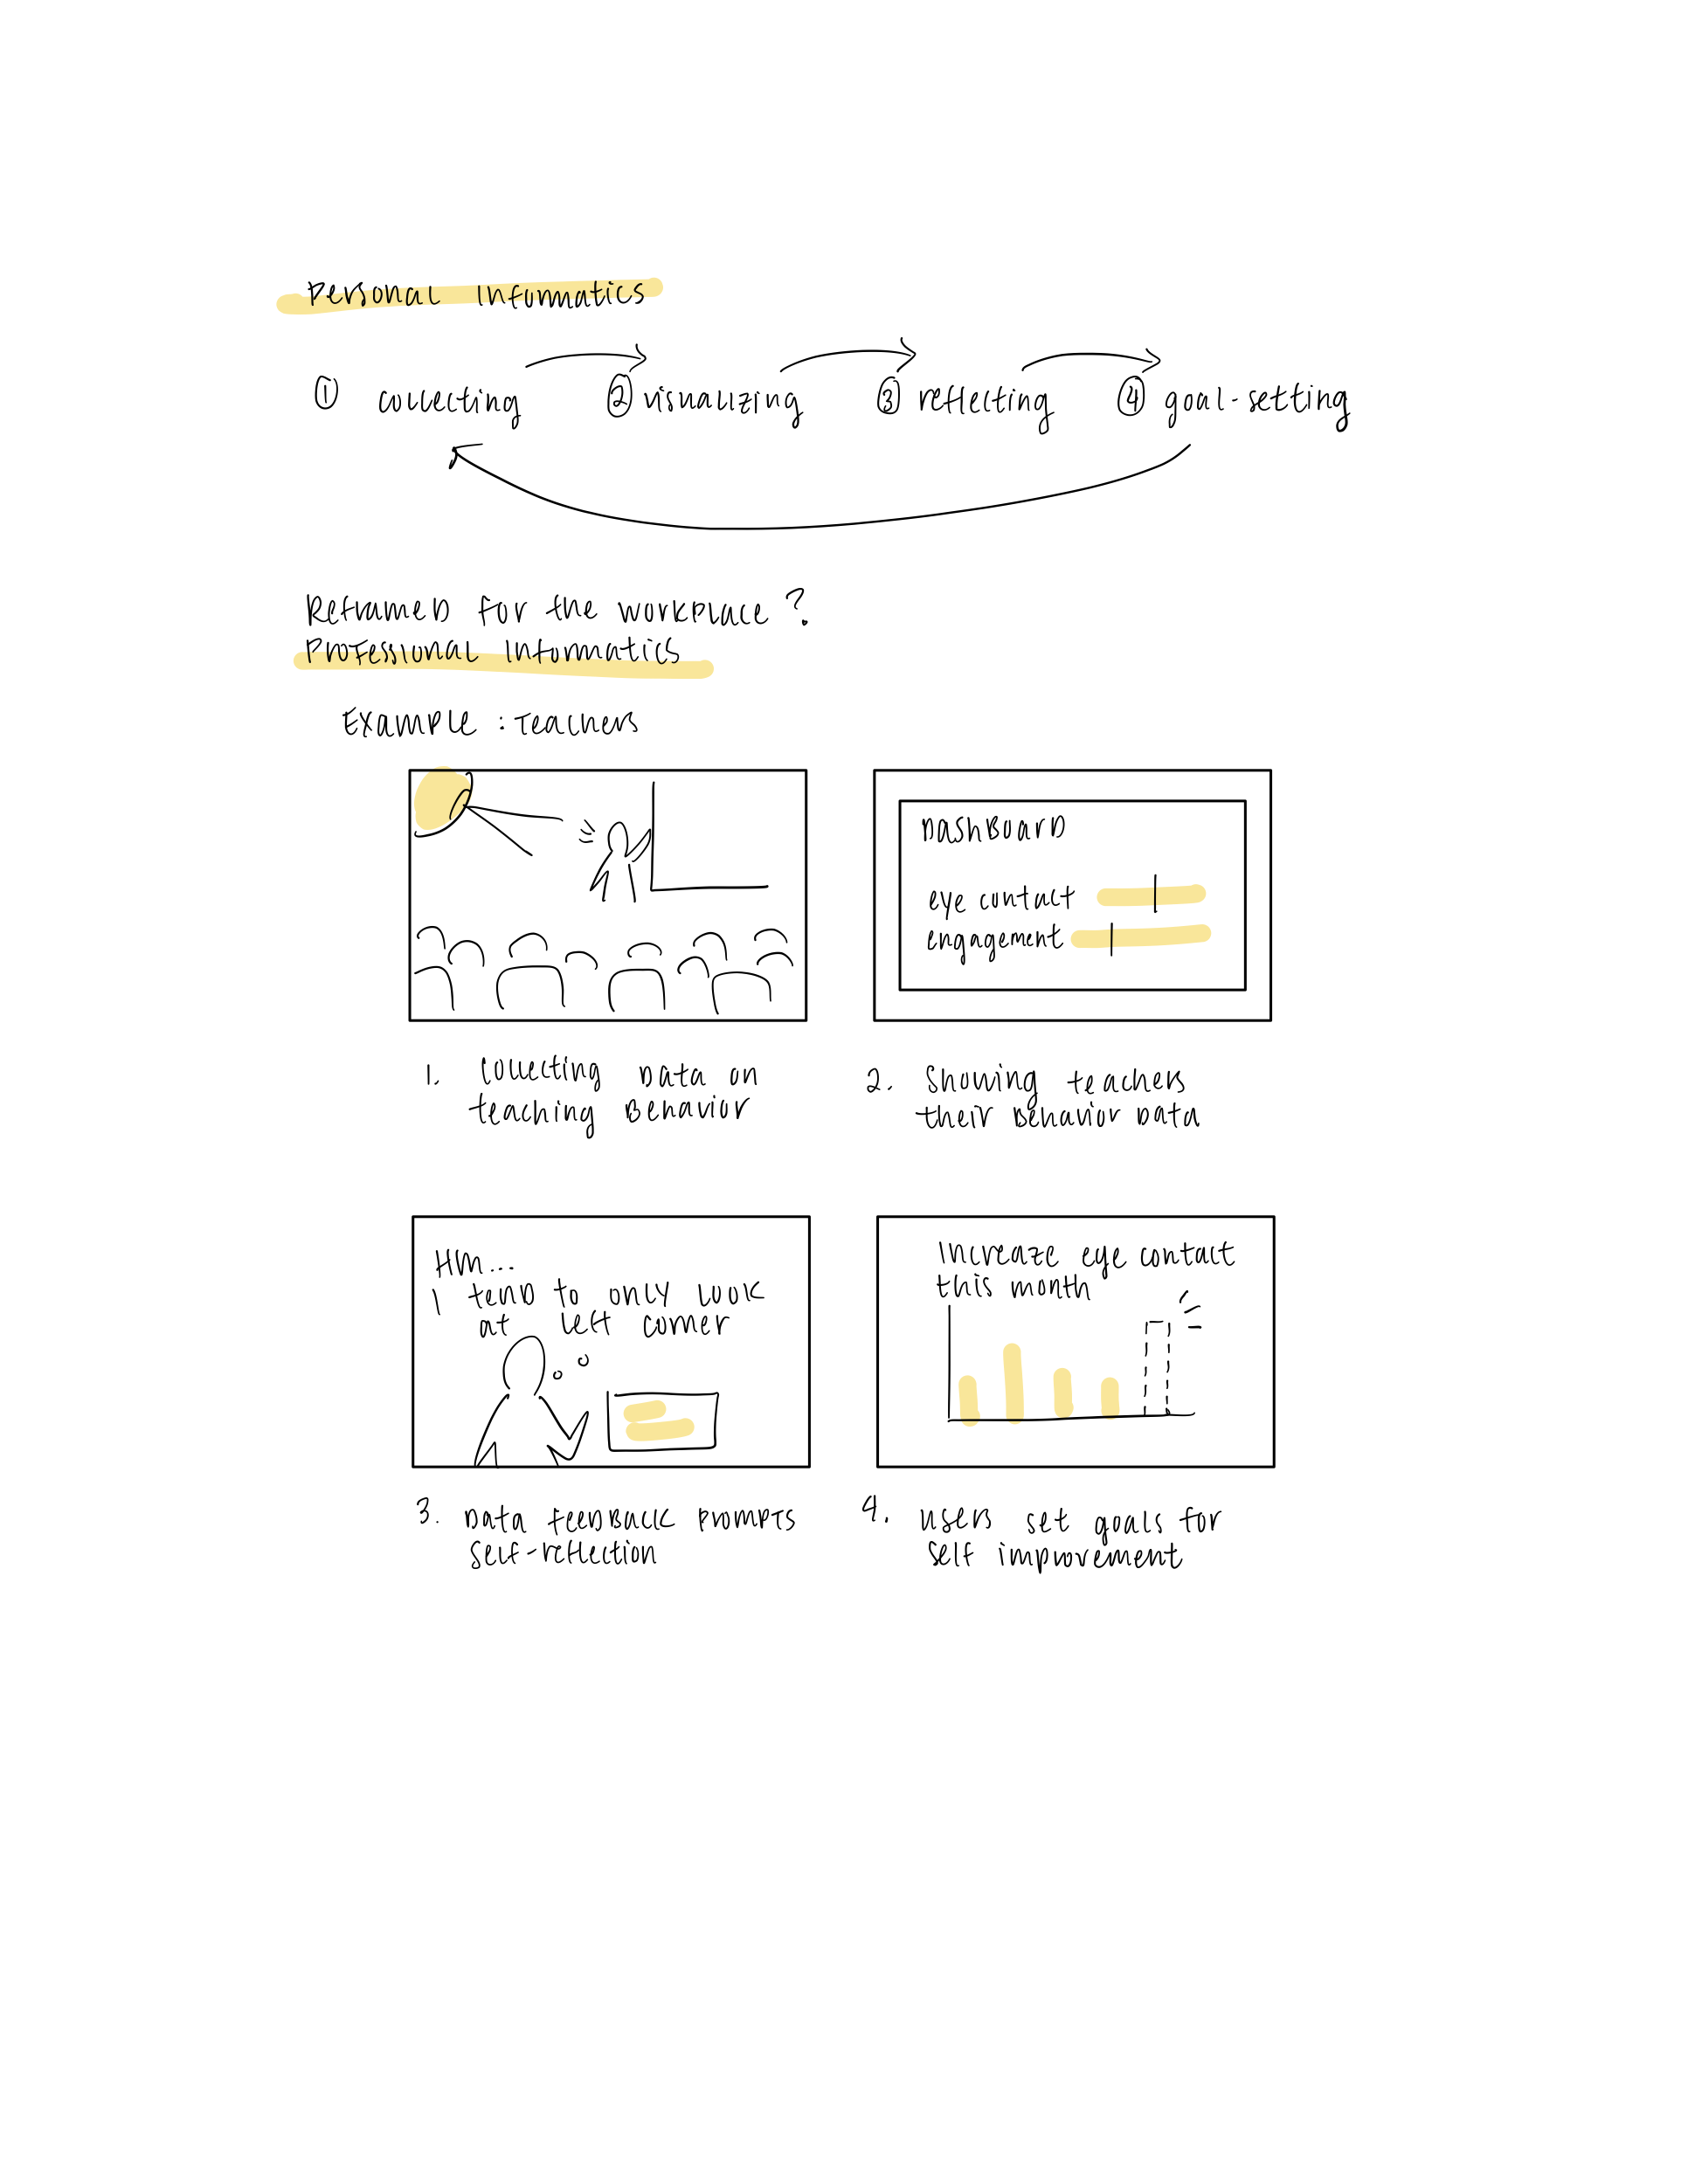 Personal Informatics
① collecting ② visualizing ③ reflecting ④ goal-setting
Reframed for the workplace?
Professional Informatics
Example: Teachers
Dashboard
eye contact
engagement
1. Collecting data on
teaching behavior
2. Showing teachers
their behavior data
Hm...
I tend to only look
at left corner
Increaze eye contact
this month
3. Data feedback prompts
self-reflection
4. Users set goals for
self improvement